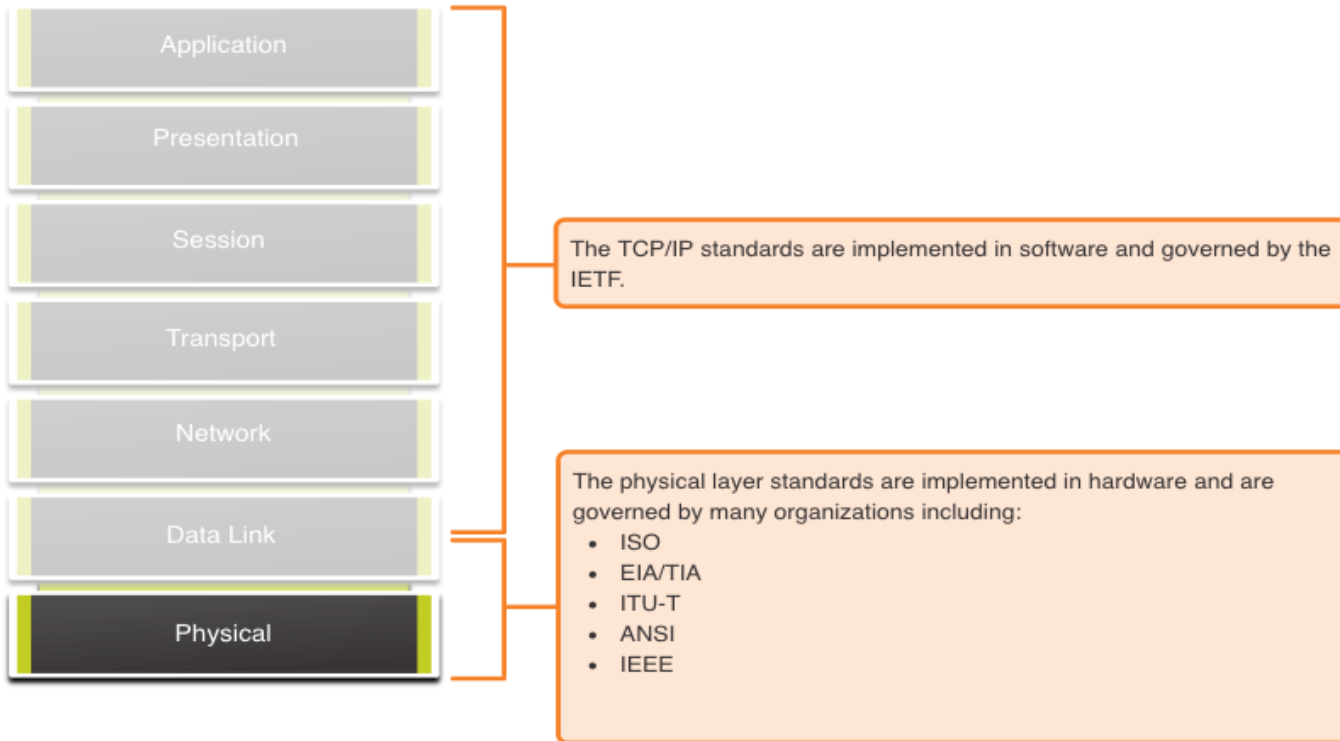 Application
Presentation
Session
Transport
Network
Data Link
Physical
The TCP/IP standards are implemented in software and governed by the
IETF.
The physical layer standards are implemented in hardware and are
governed by many organizations including:
• ISO
• EIA/TIA
• ITU-T
• ANSI
• IEEE